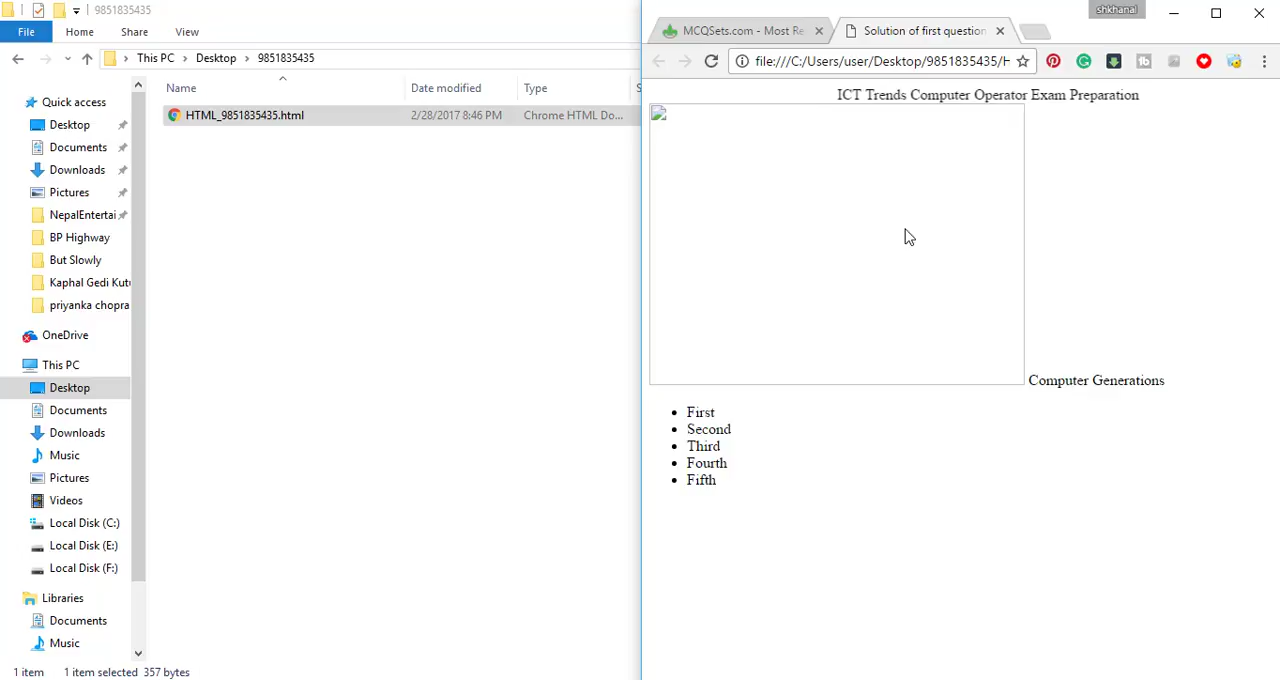 9851835435
File
Home
Share
View
This PC
Desktop
9851835435
Name
Date modified
Type
S
HTML_9851835435.html
2/28/2017 8:46 PM
Chrome HTML Do...
Quick access
Desktop
Documents
Downloads
Pictures
NepalEntertai
BP Highway
But Slowly
Kaphal Gedi Kutu
priyanka chopra
OneDrive
This PC
Desktop
Documents
Downloads
Music
Pictures
Videos
Local Disk (C:)
Local Disk (E:)
Local Disk (F:)
Libraries
Documents
Music
1 item
1 item selected 357 bytes
shkhanal
MCQSets.com - Most Re
Solution of first question
file:///C:/Users/user/Desktop/9851835435/H
ICT Trends Computer Operator Exam Preparation
Computer Generations
First
Second
Third
Fourth
Fifth